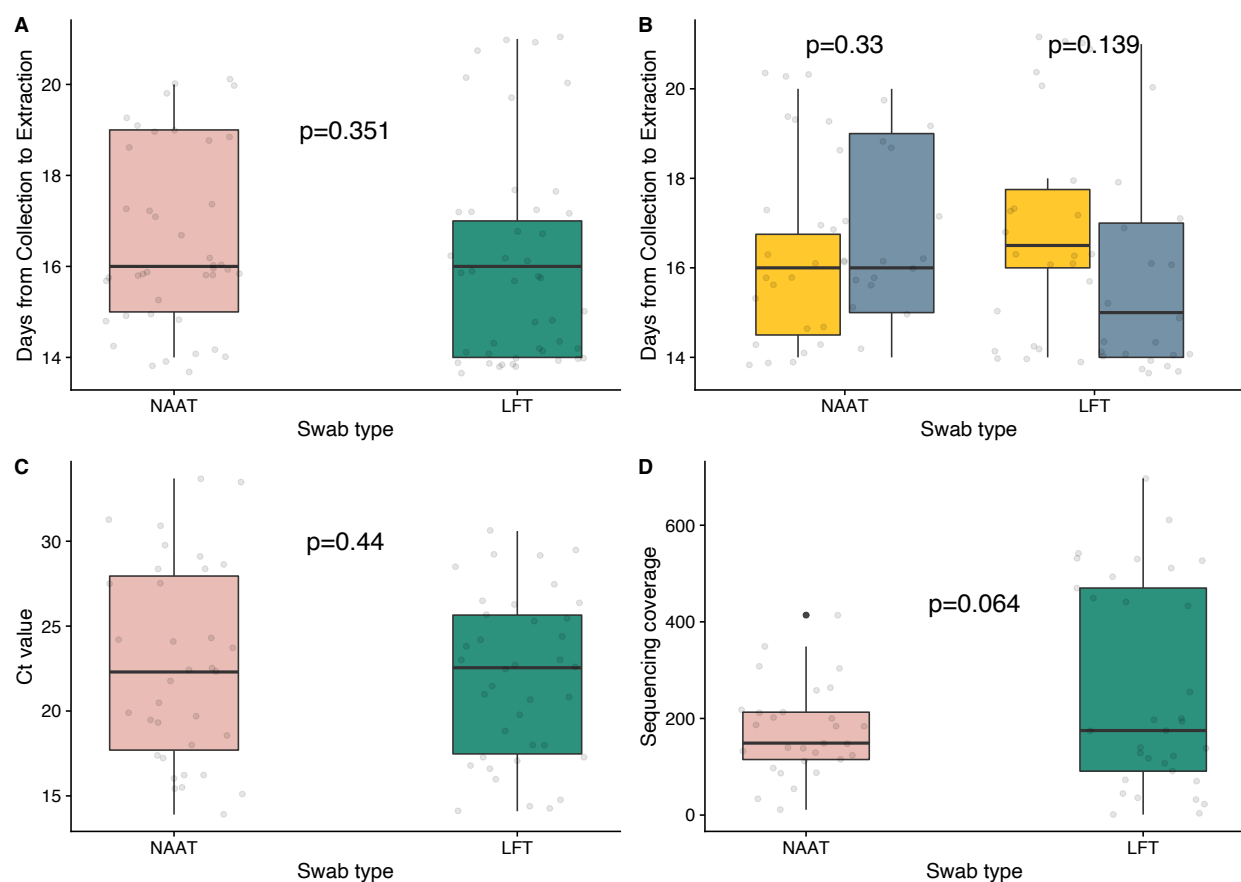 A
Days from Collection to Extraction
20
18
16
14
p=0.351
NAAT
LFT
Swab type
B
Days from Collection to Extraction
20
18
16
14
p=0.33
p=0.139
NAAT
LFT
Swab type
C
Ct value
30
25
20
15
p=0.44
NAAT
LFT
Swab type
D
Sequencing coverage
600
400
200
0
p=0.064
NAAT
LFT
Swab type